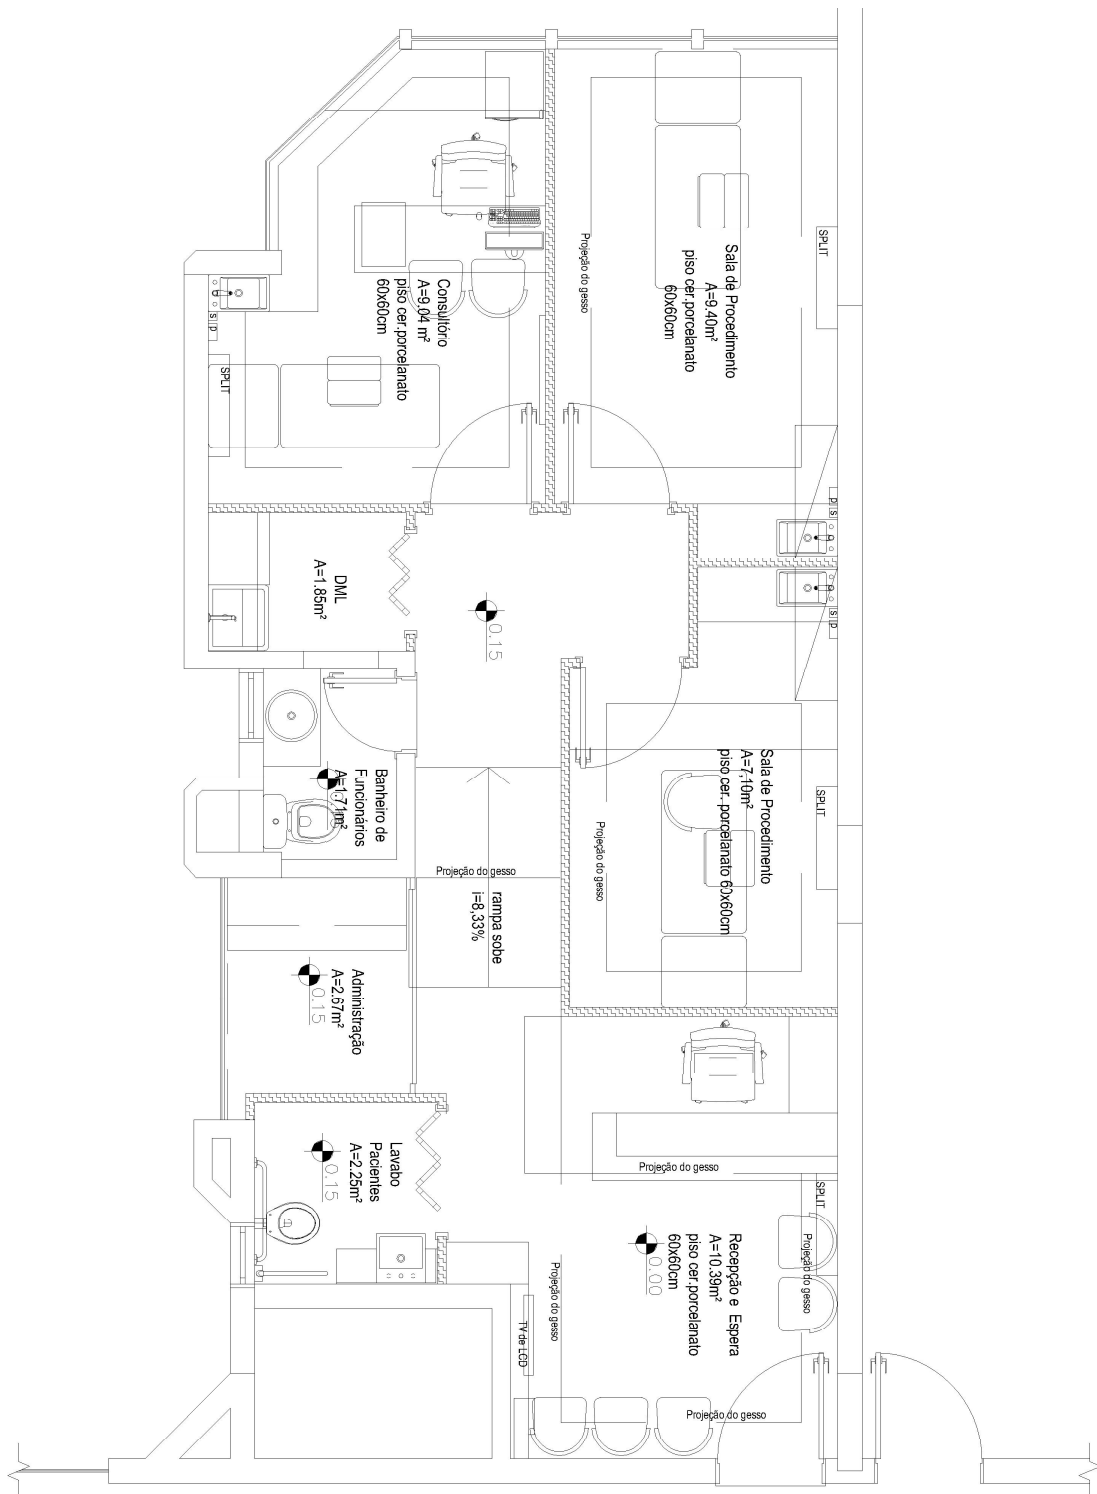 Consultório
A=9.04 m²
piso cer.porcelanato
60x60cm
SPLIT
s
p
Projeção do gesso
Sala de Procedimento
A=9.40m²
piso cer.porcelanato
60x60cm
SPLIT
p
s
s
p
DML
A=1.85m²
0.15
Banheiro de
Funcionários
A=1.71m²
Projeção do gesso
rampa sobe
i=8,33%
Sala de Procedimento
A=7,10m²
piso cer. porcelanato 60x60cm
SPLIT
Projeção do gesso
Administração
A=2.67m²
0.15
Lavabo
Pacientes
A=2.25m²
0.15
Projeção do gesso
SPLIT
Recepção e Espera
A=10.39m²
piso cer.porcelanato
60x60cm
0.00
Projeção do gesso
Projeção do gesso
TV de LCD
Projeção do gesso